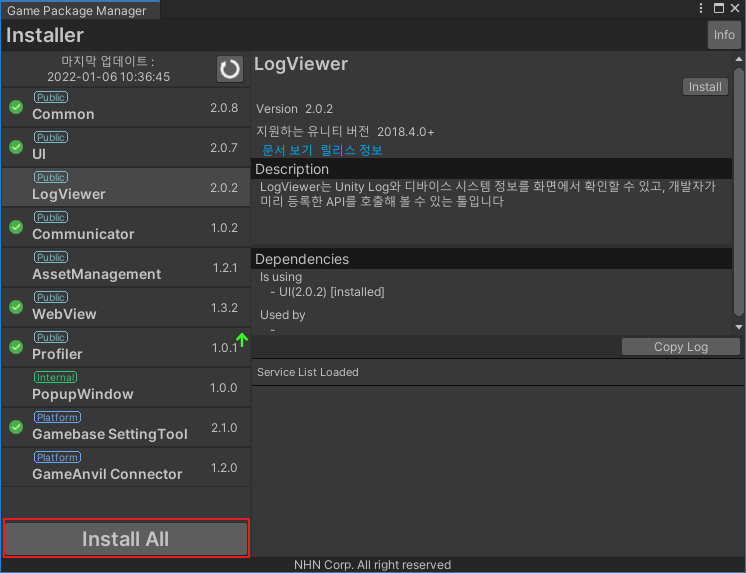 Game Package Manager
Installer
Info
마지막 업데이트 :
2022-01-06 10:36:45
Public
Common 2.0.8
Public
UI 2.0.7
Public
LogViewer 2.0.2
Public
Communicator 1.0.2
Public
AssetManagement 1.2.1
Public
WebView 1.3.2
Public
Profiler 1.0.1
Internal
PopupWindow 1.0.0
Platform
Gamebase SettingTool 2.1.0
Platform
GameAnvil Connector 1.2.0
Install All
LogViewer
Install
Version 2.0.2
지원하는 유니티 버전 2018.4.0+
문서 보기 릴리스 정보
Description
LogViewer는 Unity Log와 디바이스 시스템 정보를 화면에서 확인할 수 있고, 개발자가
미리 등록한 API를 호출해 볼 수 있는 툴입니다
Dependencies
Is using
- UI(2.0.2) [installed]
Used by
-
Copy Log
Service List Loaded
NHN Corp. All right reserved